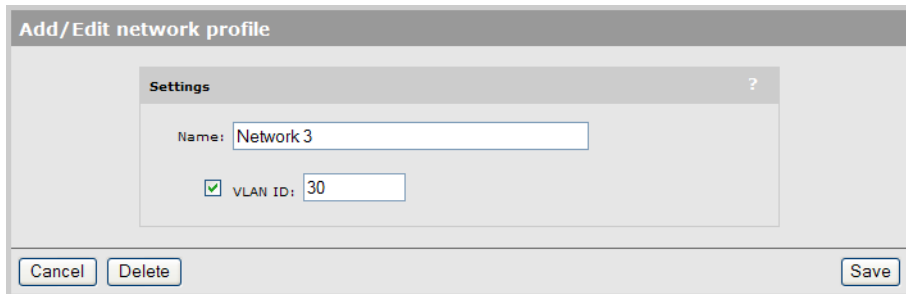 Add/Edit network profile
Settings ?
Name: Network 3
VLAN ID: 30
Cancel Delete Save